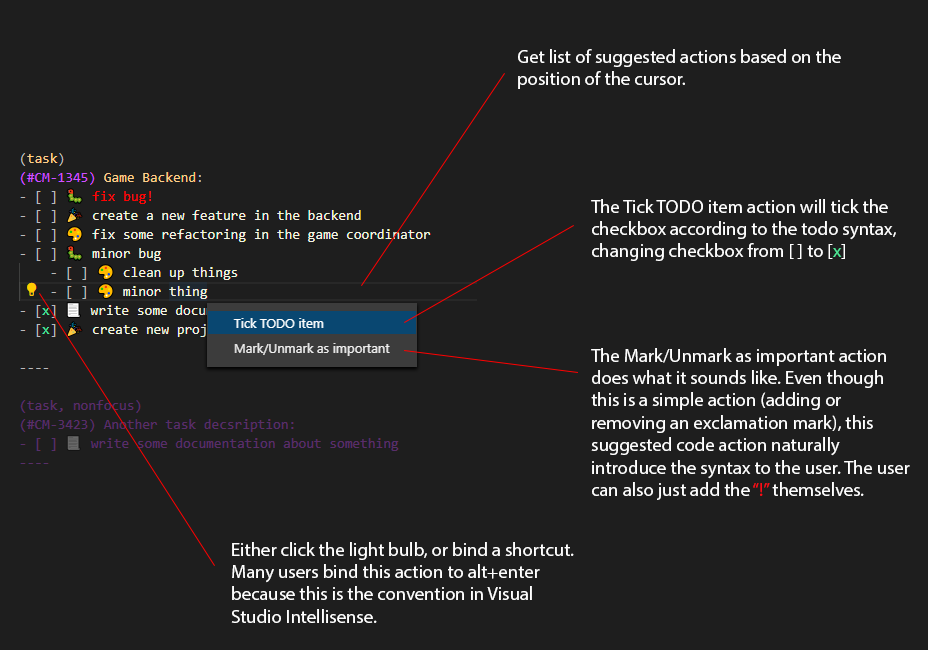 Get list of suggested actions based on the
position of the cursor.
(task)
(#CM-1345) Game Backend:
- [ ] 🐛 fix bug!
- [ ] 🎉 create a new feature in the backend
- [ ] 🎨 fix some refactoring in the game coordinator
- [ ] 🐛 minor bug
- [ ] 🎨 clean up things
- [ ] 🎨 minor thing
- [x] 📃 write some docu
- [x] 🎉 create new proj
----
Tick TODO item
Mark/Unmark as important
(task, nonfocus)
(#CM-3423) Another task decsription:
- [ ] 📃 write some documentation about something
----
The Tick TODO item action will tick the
checkbox according to the todo syntax,
changing checkbox from [ ] to [x]
The Mark/Unmark as important action
does what it sounds like. Even though
this is a simple action (adding or
removing an exclamation mark), this
suggested code action naturally
introduce the syntax to the user. The user
can also just add the “!” themselves.
Either click the light bulb, or bind a shortcut.
Many users bind this action to alt+enter
because this is the convention in Visual
Studio Intellisense.